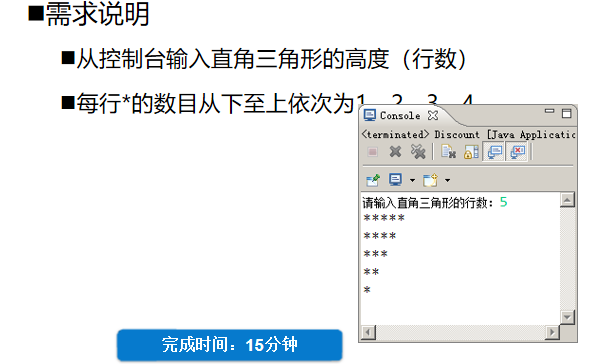 需求说明
从控制台输入直角三角形的高度（行数）
每行*的数目从下至上依次为1、2、3、4
Console
<terminated> Discount [Java Applicatio
请输入直角三角形的行数：5
*****
****
***
**
*
完成时间：15分钟